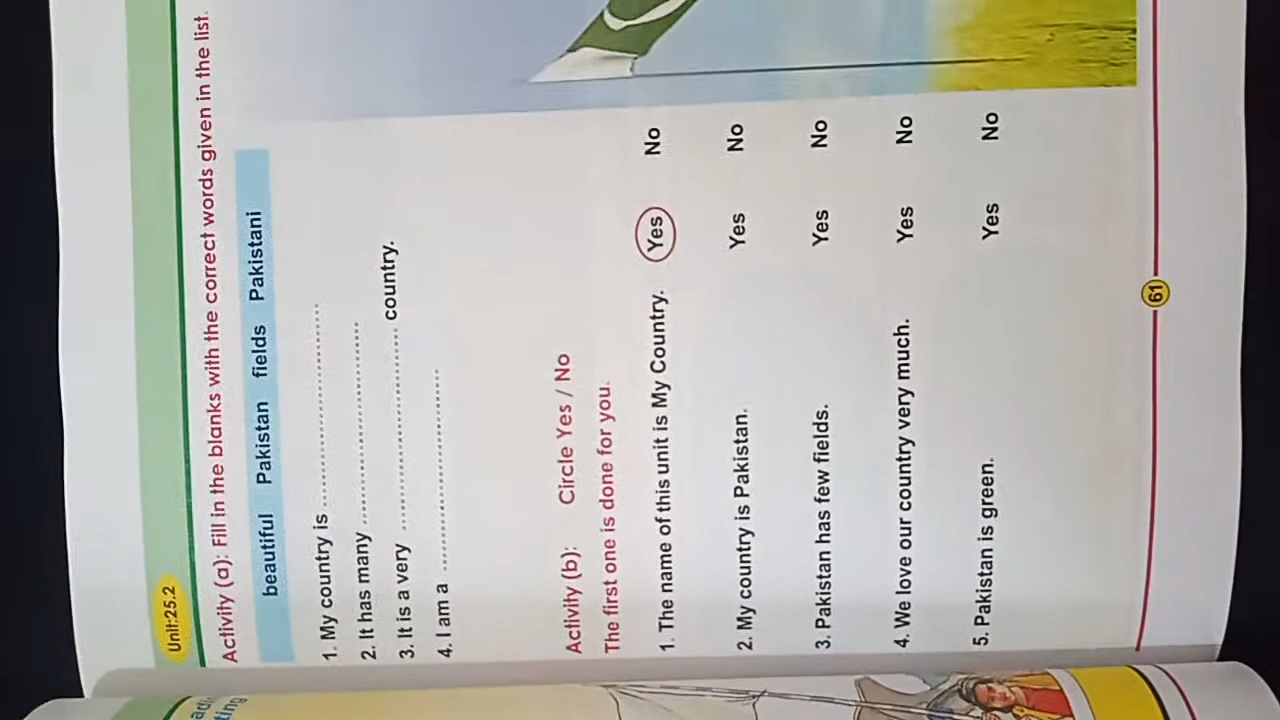 Unit:25.2
Activity (a): Fill in the blanks with the correct words given in the list.
beautiful Pakistan fields Pakistani
1. My country is ........................................
2. It has many ........................................
3. It is a very ........................................ country.
4. I am a ........................................
Activity (b): Circle Yes / No
The first one is done for you.
1. The name of this unit is My Country. Yes No
2. My country is Pakistan. Yes No
3. Pakistan has few fields. Yes No
4. We love our country very much. Yes No
5. Pakistan is green. Yes No
61